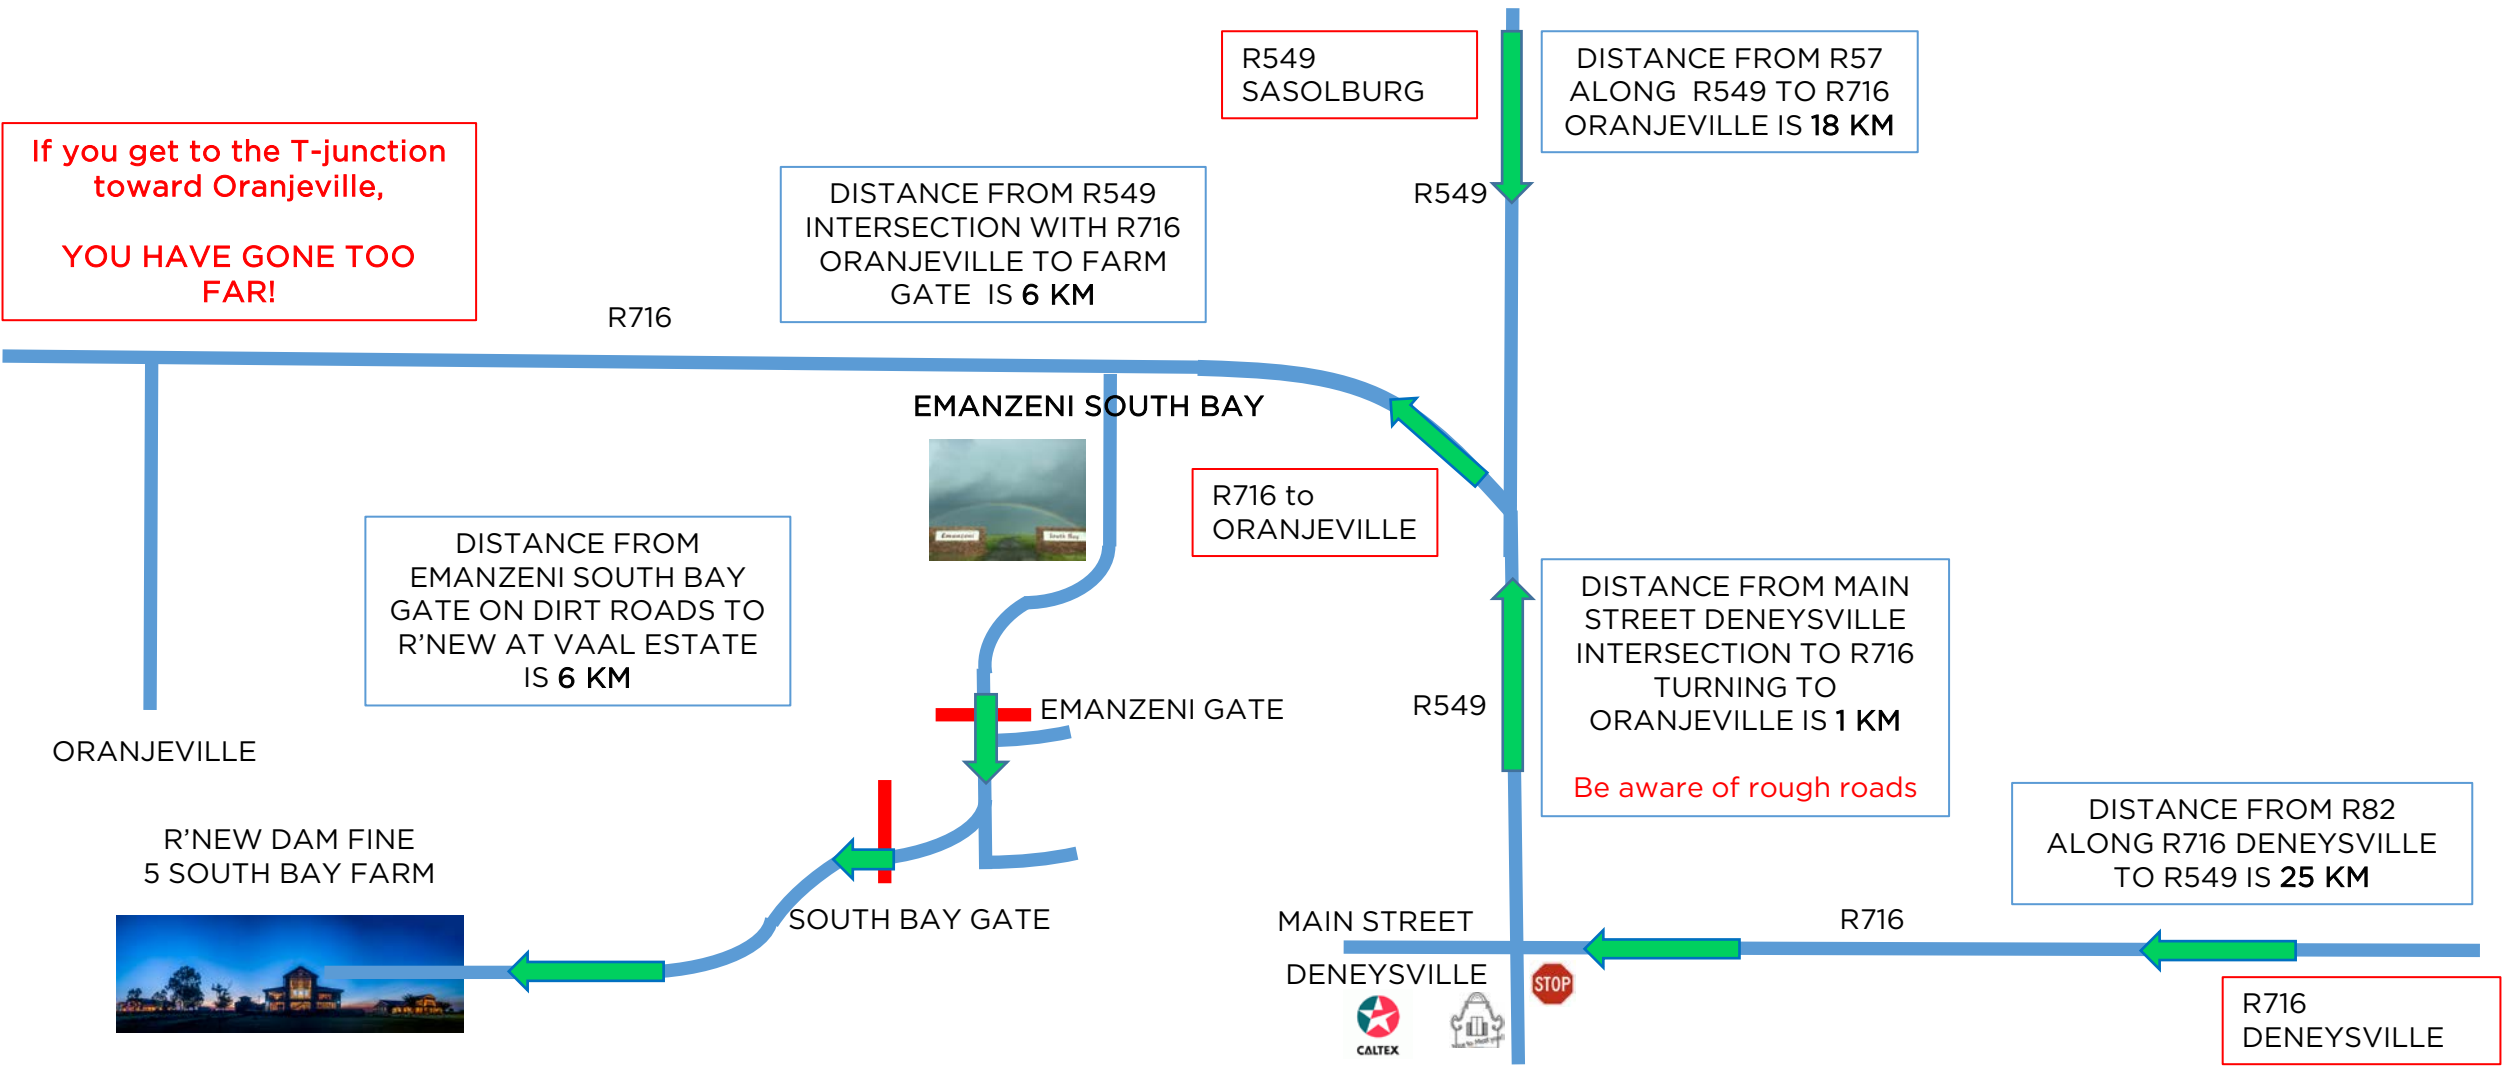 R549
SASOLBURG
DISTANCE FROM R57
ALONG R549 TO R716
ORANJEVILLE IS 18 KM
If you get to the T-junction
toward Oranjeville,
YOU HAVE GONE TOO
FAR!
DISTANCE FROM R549
INTERSECTION WITH R716
ORANJEVILLE TO FARM
GATE IS 6 KM
R549
R716
EMANZENI SOUTH BAY
Emanzeni
South Bay
R716 to
ORANJEVILLE
DISTANCE FROM
EMANZENI SOUTH BAY
GATE ON DIRT ROADS TO
R'NEW AT VAAL ESTATE
IS 6 KM
DISTANCE FROM MAIN
STREET DENEYSVILLE
INTERSECTION TO R716
TURNING TO
ORANJEVILLE IS 1 KM
Be aware of rough roads
EMANZENI GATE
R549
ORANJEVILLE
R’NEW DAM FINE
5 SOUTH BAY FARM
DISTANCE FROM R82
ALONG R716 DENEYSVILLE
TO R549 IS 25 KM
SOUTH BAY GATE
MAIN STREET
R716
DENEYSVILLE
STOP
CALTEX
R716
DENEYSVILLE